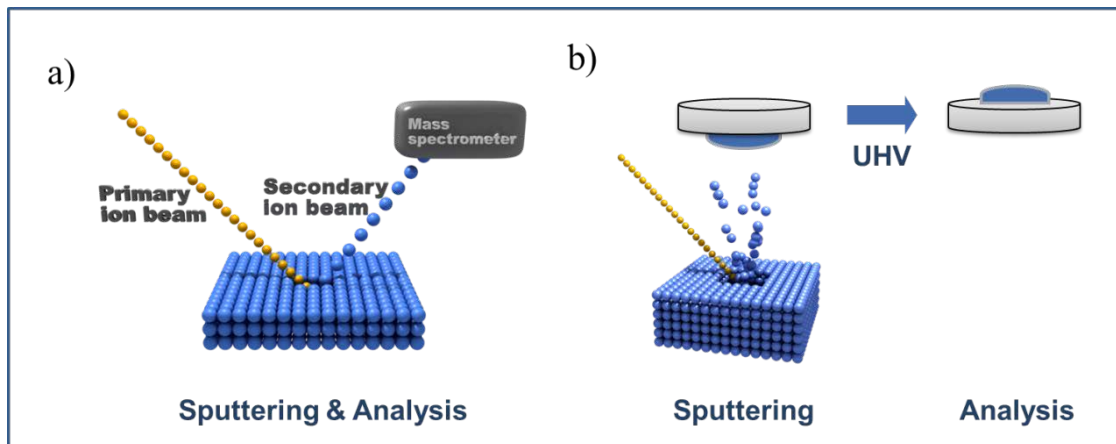 a)
Mass
spectrometer
Primary
ion beam
Secondary
ion beam
Sputtering & Analysis
b)
UHV
Sputtering
Analysis